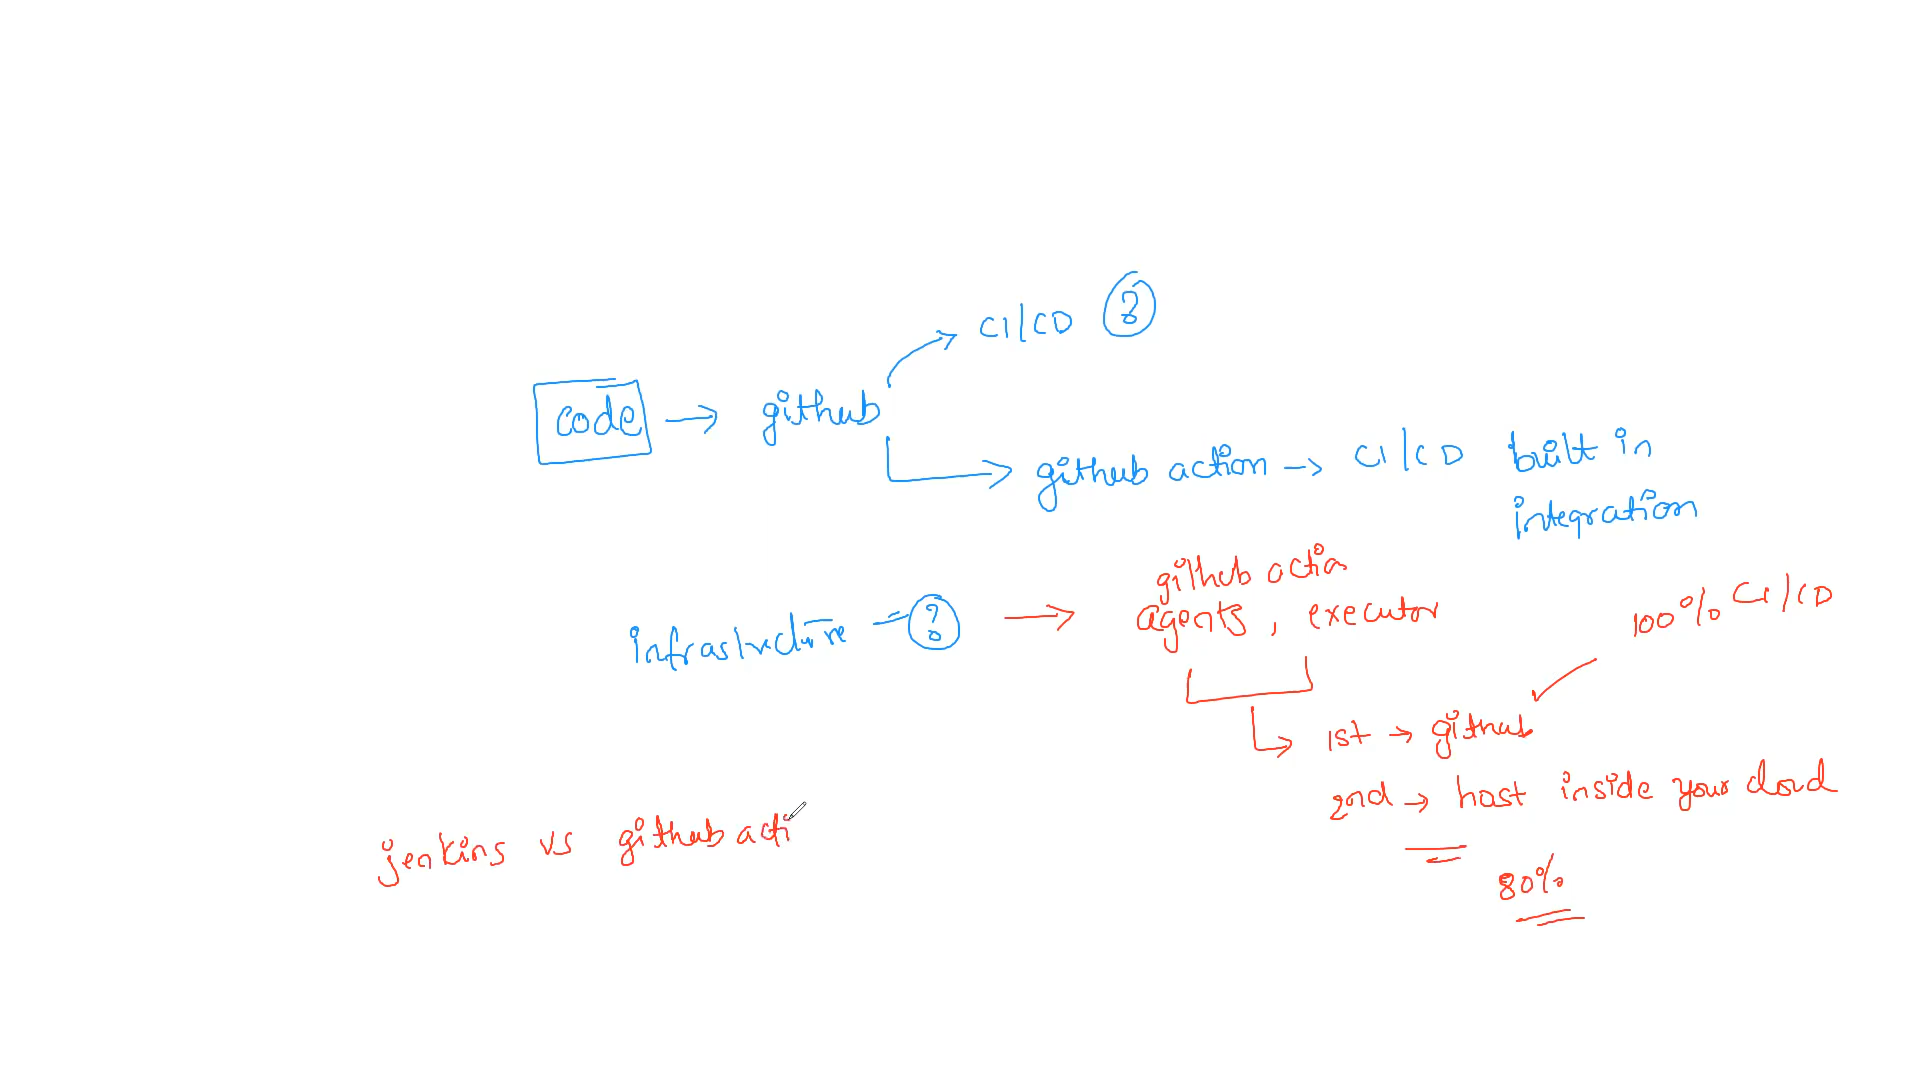 CI/CD ?
code → github
github action → CI/CD built in
integration
github action
infrastructure = ? → agents, executor
100% CI/CD
1st → github
2nd → host inside your cloud
jenkins vs github acti
80%